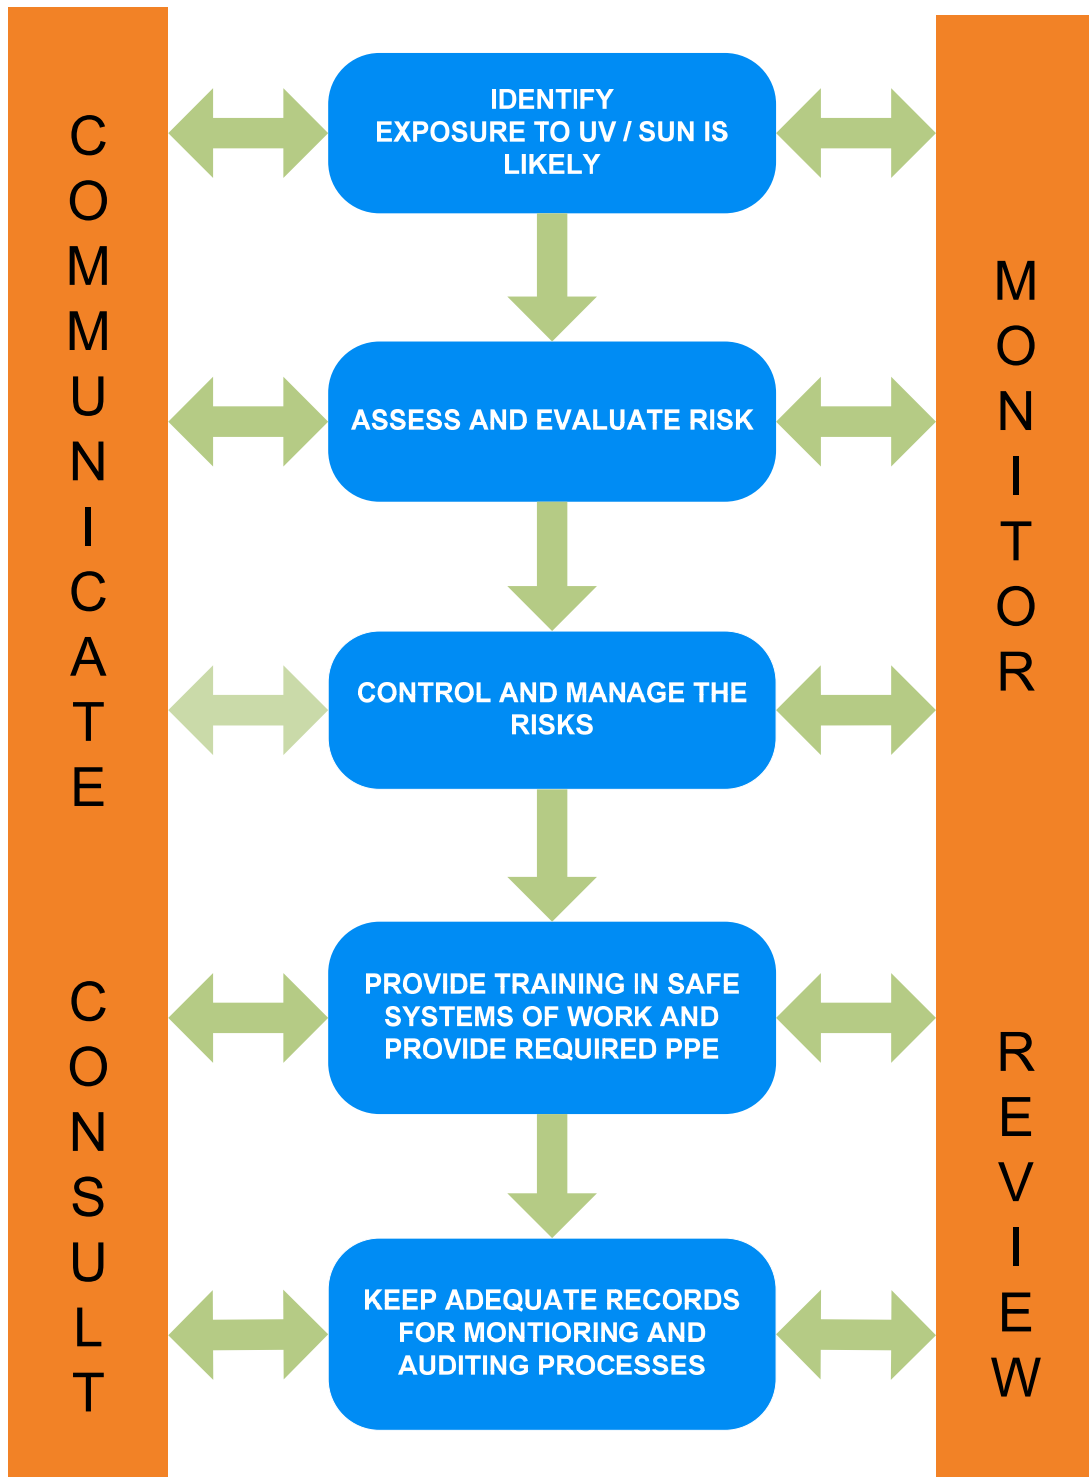 COMMUNICATE
CONSULT
IDENTIFY
EXPOSURE TO UV / SUN IS
LIKELY
ASSESS AND EVALUATE RISK
CONTROL AND MANAGE THE
RISKS
PROVIDE TRAINING IN SAFE
SYSTEMS OF WORK AND
PROVIDE REQUIRED PPE
KEEP ADEQUATE RECORDS
FOR MONTIORING AND
AUDITING PROCESSES
MONITOR
REVIEW